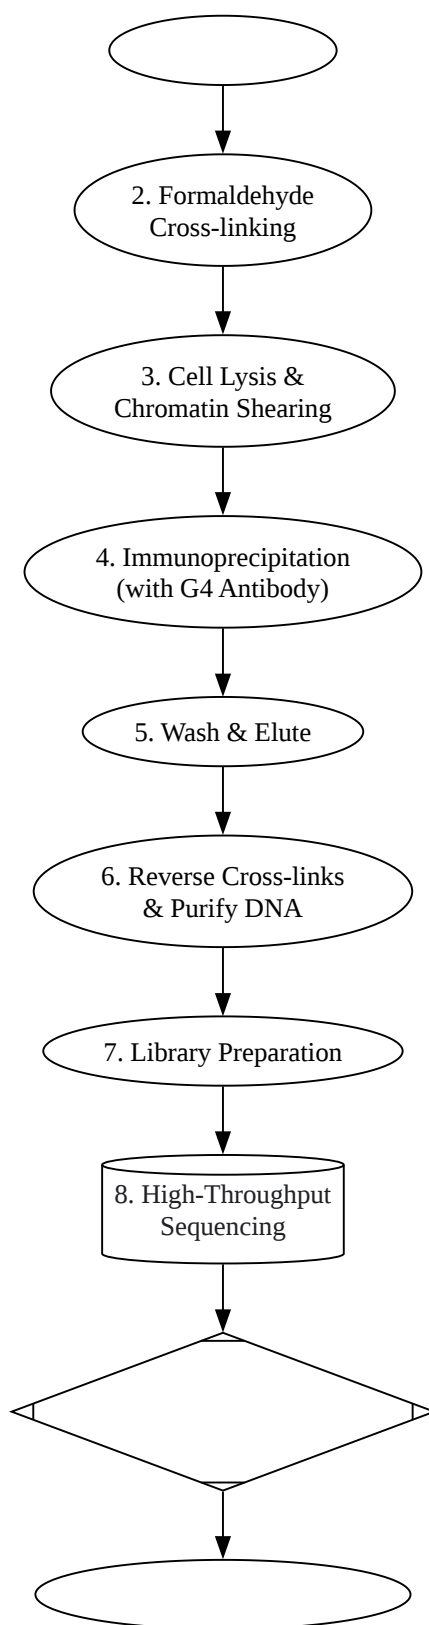 2. Formaldehyde
Cross-linking
3. Cell Lysis &
Chromatin Shearing
4. Immunoprecipitation
(with G4 Antibody)
5. Wash & Elute
6. Reverse Cross-links
& Purify DNA
7. Library Preparation
8. High-Throughput
Sequencing